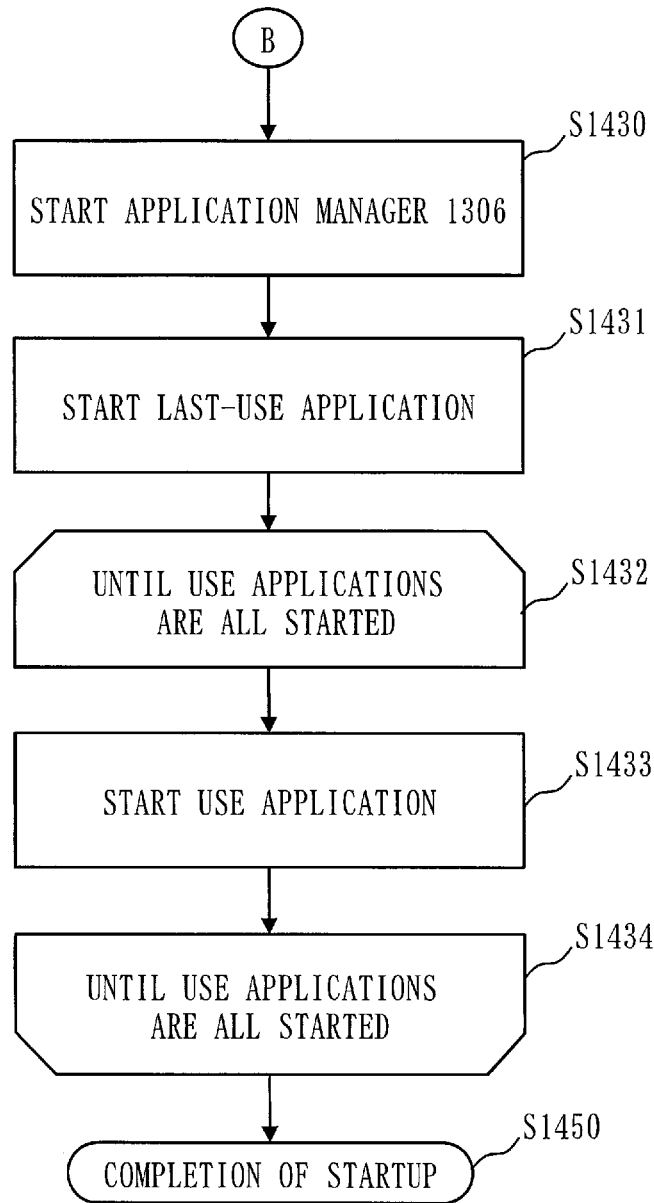 B
S1430
START APPLICATION MANAGER 1306
S1431
START LAST-USE APPLICATION
S1432
UNTIL USE APPLICATIONS
ARE ALL STARTED
S1433
START USE APPLICATION
S1434
UNTIL USE APPLICATIONS
ARE ALL STARTED
S1450
COMPLETION OF STARTUP